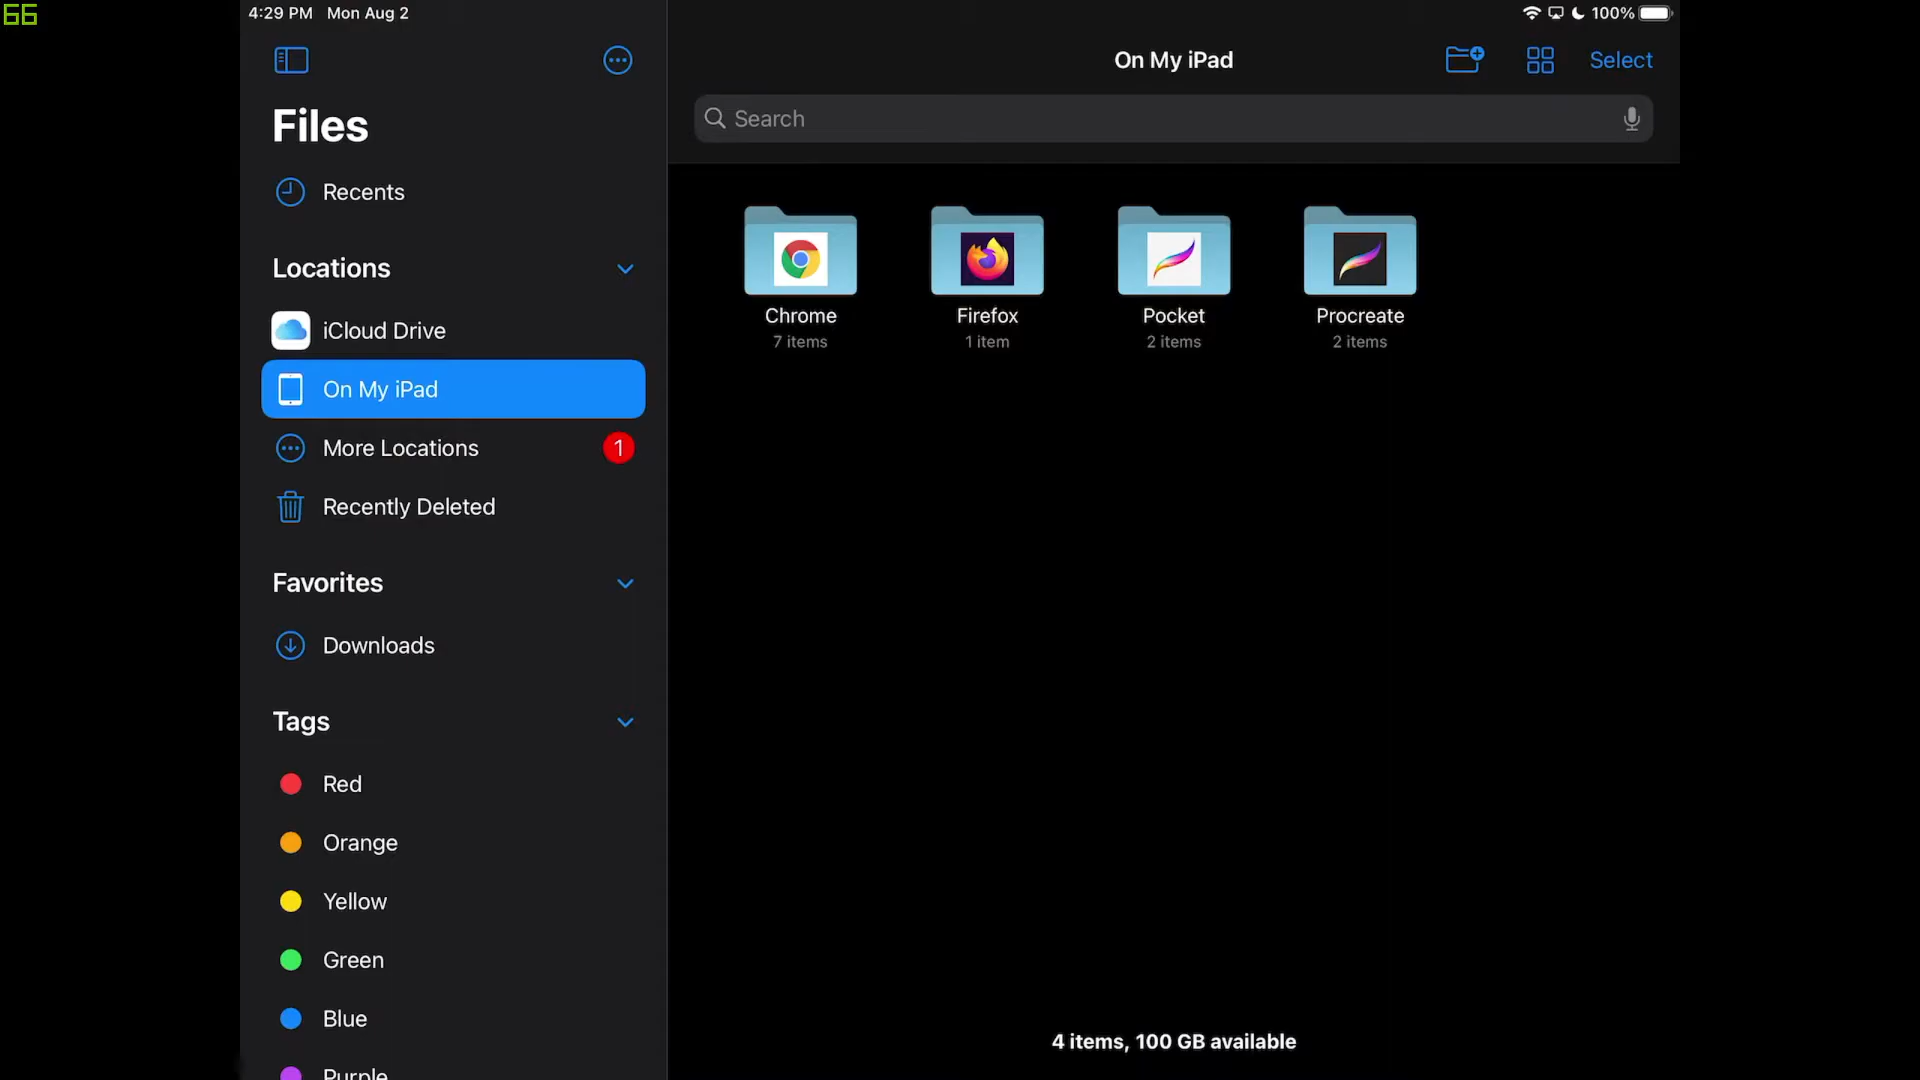 66
4:29 PM Mon Aug 2
100%
Files
Recents
Locations
iCloud Drive
On My iPad
More Locations
1
Recently Deleted
Favorites
Downloads
Tags
Red
Orange
Yellow
Green
Blue
Purple
On My iPad
Select
Search
Chrome
7 items
Firefox
1 item
Pocket
2 items
Procreate
2 items
4 items, 100 GB available